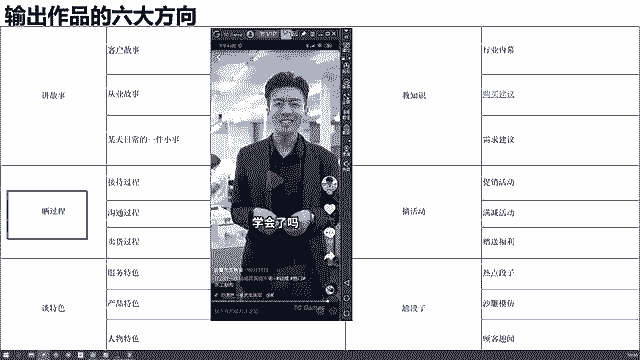 输出作品的六大方向
讲故事
客户故事
从业故事
某天日常的一件小事
晒过程
接待过程
沟通过程
卖货过程
谈特色
服务特色
产品特色
人物特色
学会了吗
TC Games
教知识
行业内幕
购买建议
需求建议
搞活动
促销活动
满减活动
赠送福利
热点段子
沙雕模仿
顾客趣闻